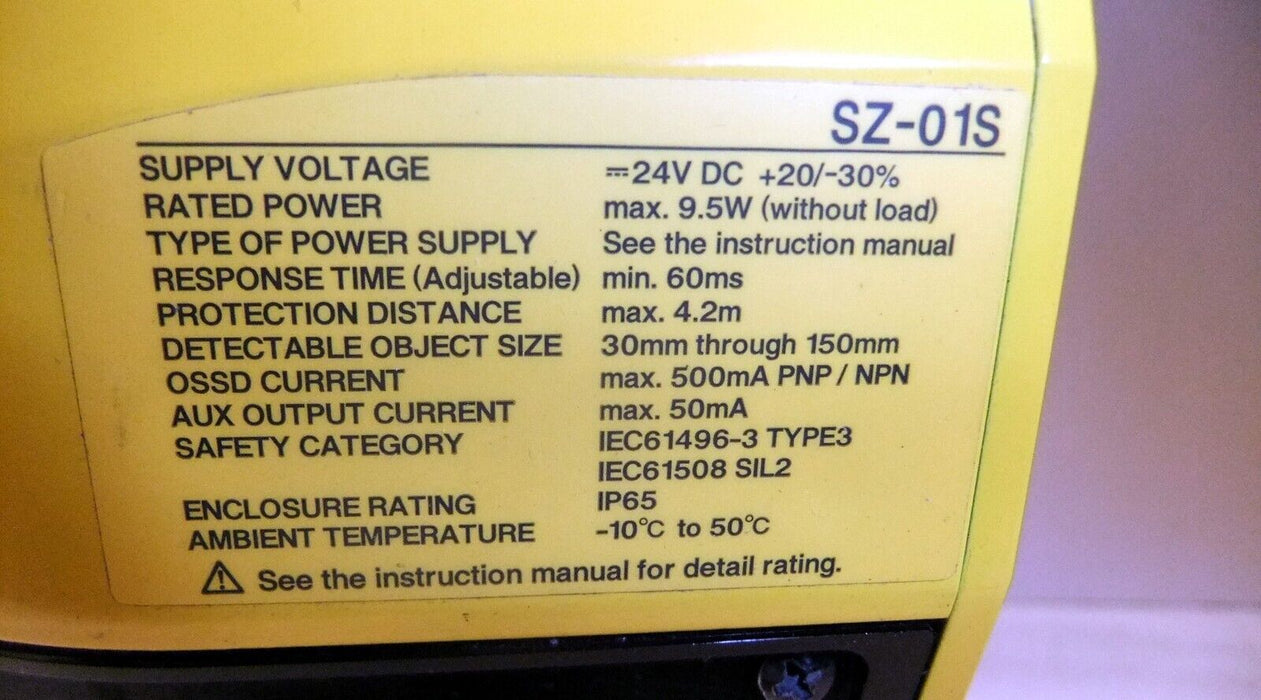 SZ-01S
SUPPLY VOLTAGE ⎓24V DC +20/-30%
RATED POWER max. 9.5W (without load)
TYPE OF POWER SUPPLY See the instruction manual
RESPONSE TIME (Adjustable) min. 60ms
PROTECTION DISTANCE max. 4.2m
DETECTABLE OBJECT SIZE 30mm through 150mm
OSSD CURRENT max. 500mA PNP / NPN
AUX OUTPUT CURRENT max. 50mA
SAFETY CATEGORY IEC61496-3 TYPE3
IEC61508 SIL2
ENCLOSURE RATING IP65
AMBIENT TEMPERATURE -10°C to 50°C
⚠ See the instruction manual for detail rating.